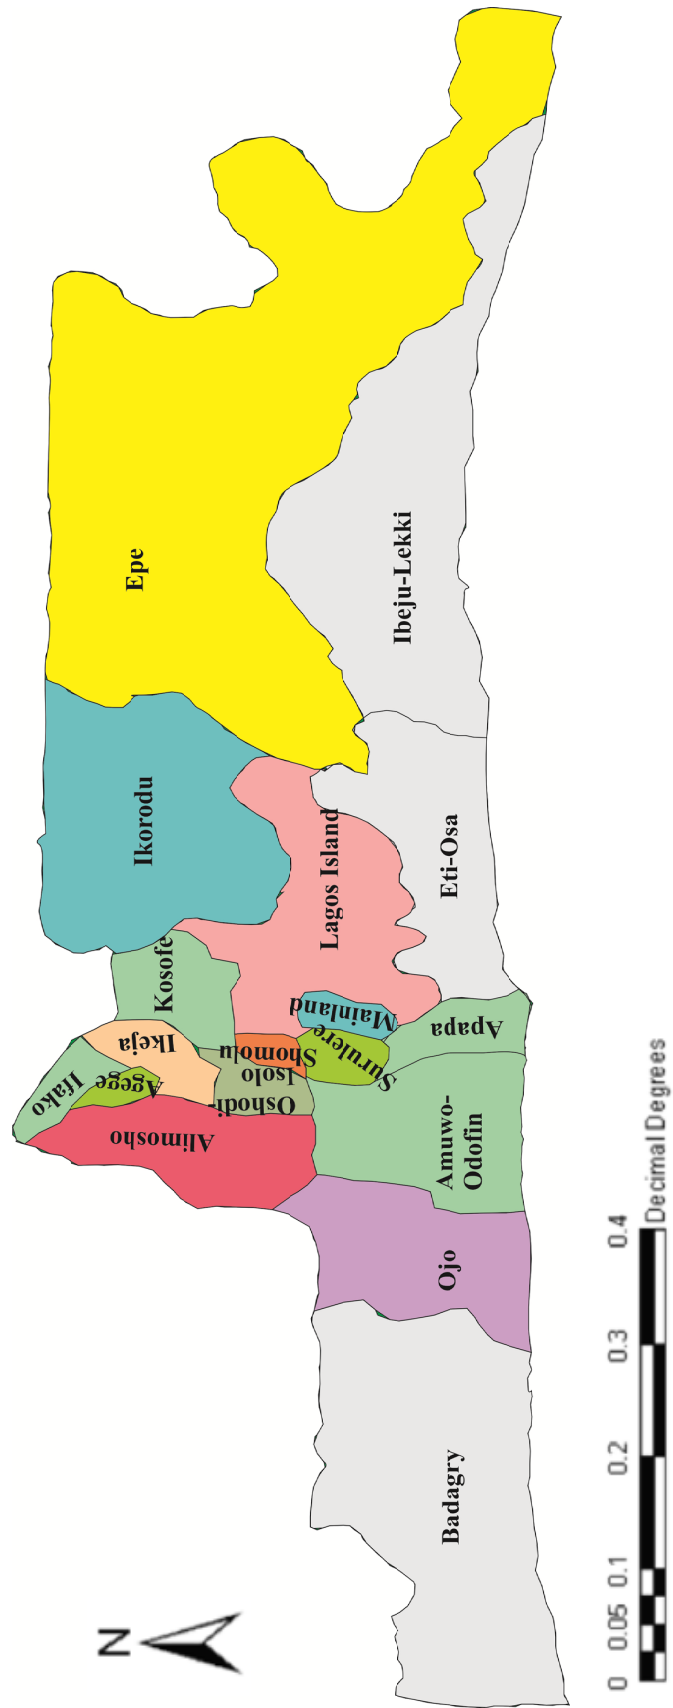 N
Epe
Ikorodu
Ibeju-Lekki
Eti-Osa
Lagos Island
Kosofe
Mainland
Apapa
Surulere
Shomolu
Oshodi-
Isolo
Ikeja
Agege
Ifako
Alimosho
Amuwo-
Odofin
Ojo
Badagry
0 0.05 0.1 0.2 0.3 0.4
Decimal Degrees